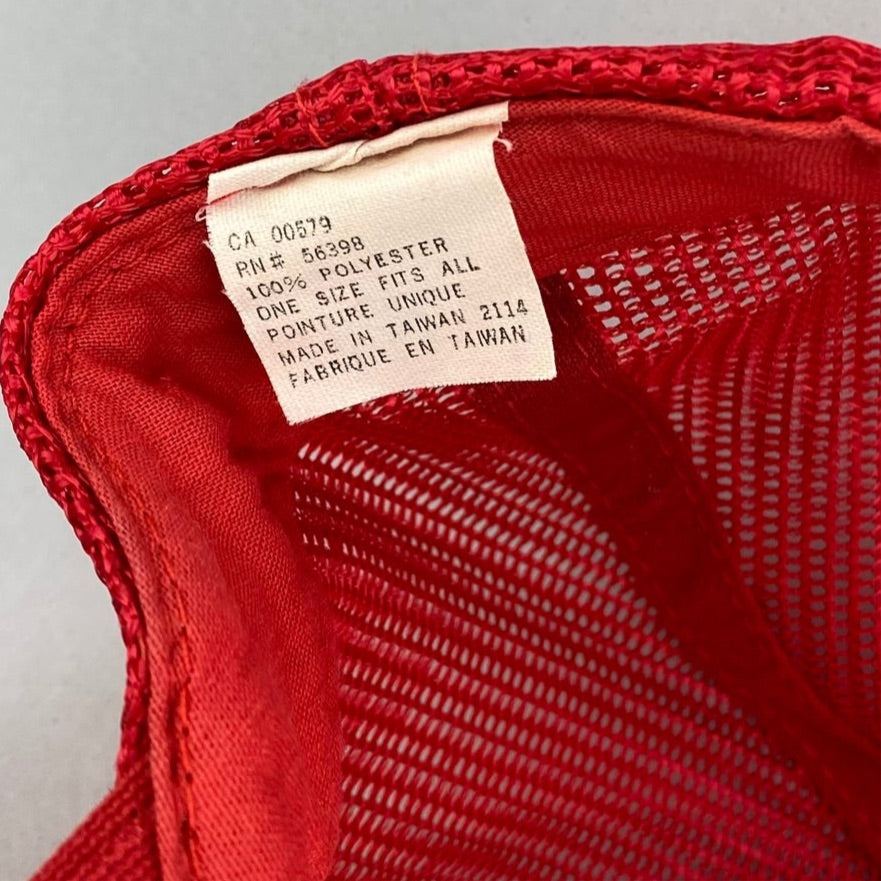 CA 00579
RN# 56398
100% POLYESTER
ONE SIZE FITS ALL
POINTURE UNIQUE
MADE IN TAIWAN 2114
FABRIQUE EN TAIWAN